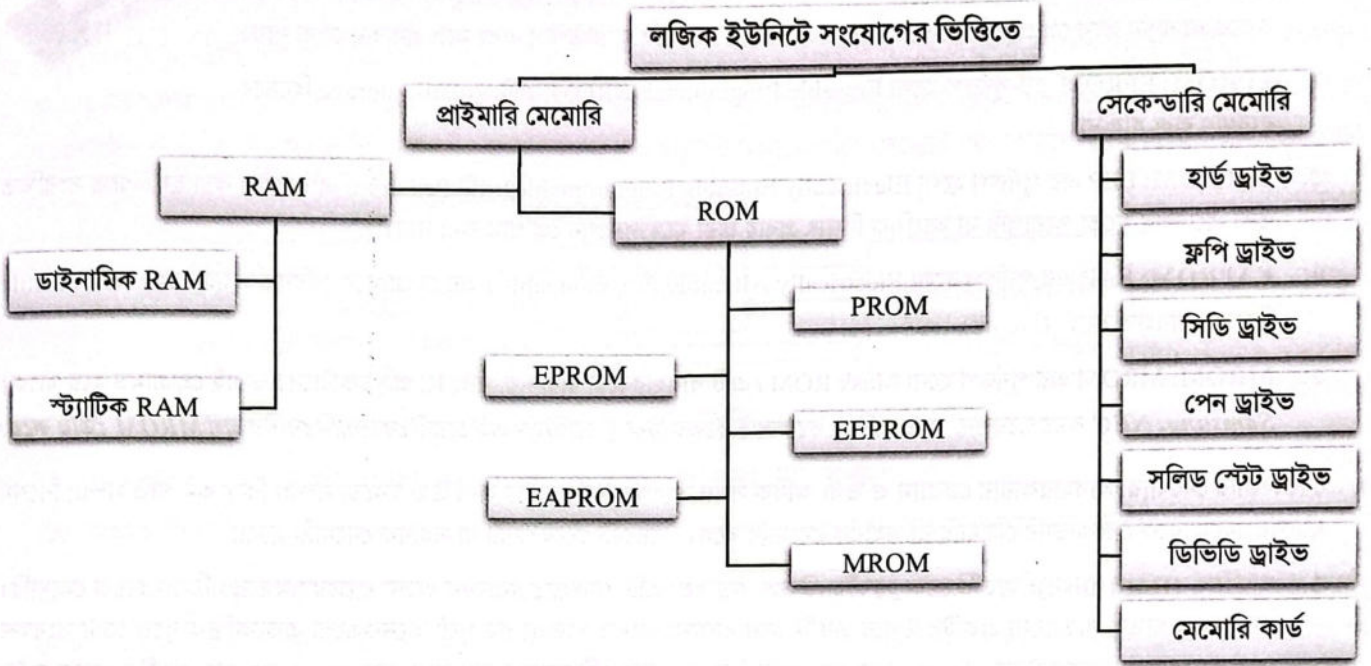 লজিক ইউনিটে সংযোগের ভিত্তিতে
প্রাইমারি মেমোরি
সেকেন্ডারি মেমোরি
RAM
ROM
ডাইনামিক RAM
স্ট্যাটিক RAM
PROM
EPROM
EEPROM
EAPROM
MROM
হার্ড ড্রাইভ
ফ্লপি ড্রাইভ
সিডি ড্রাইভ
পেন ড্রাইভ
সলিড স্টেট ড্রাইভ
ডিভিডি ড্রাইভ
মেমোরি কার্ড